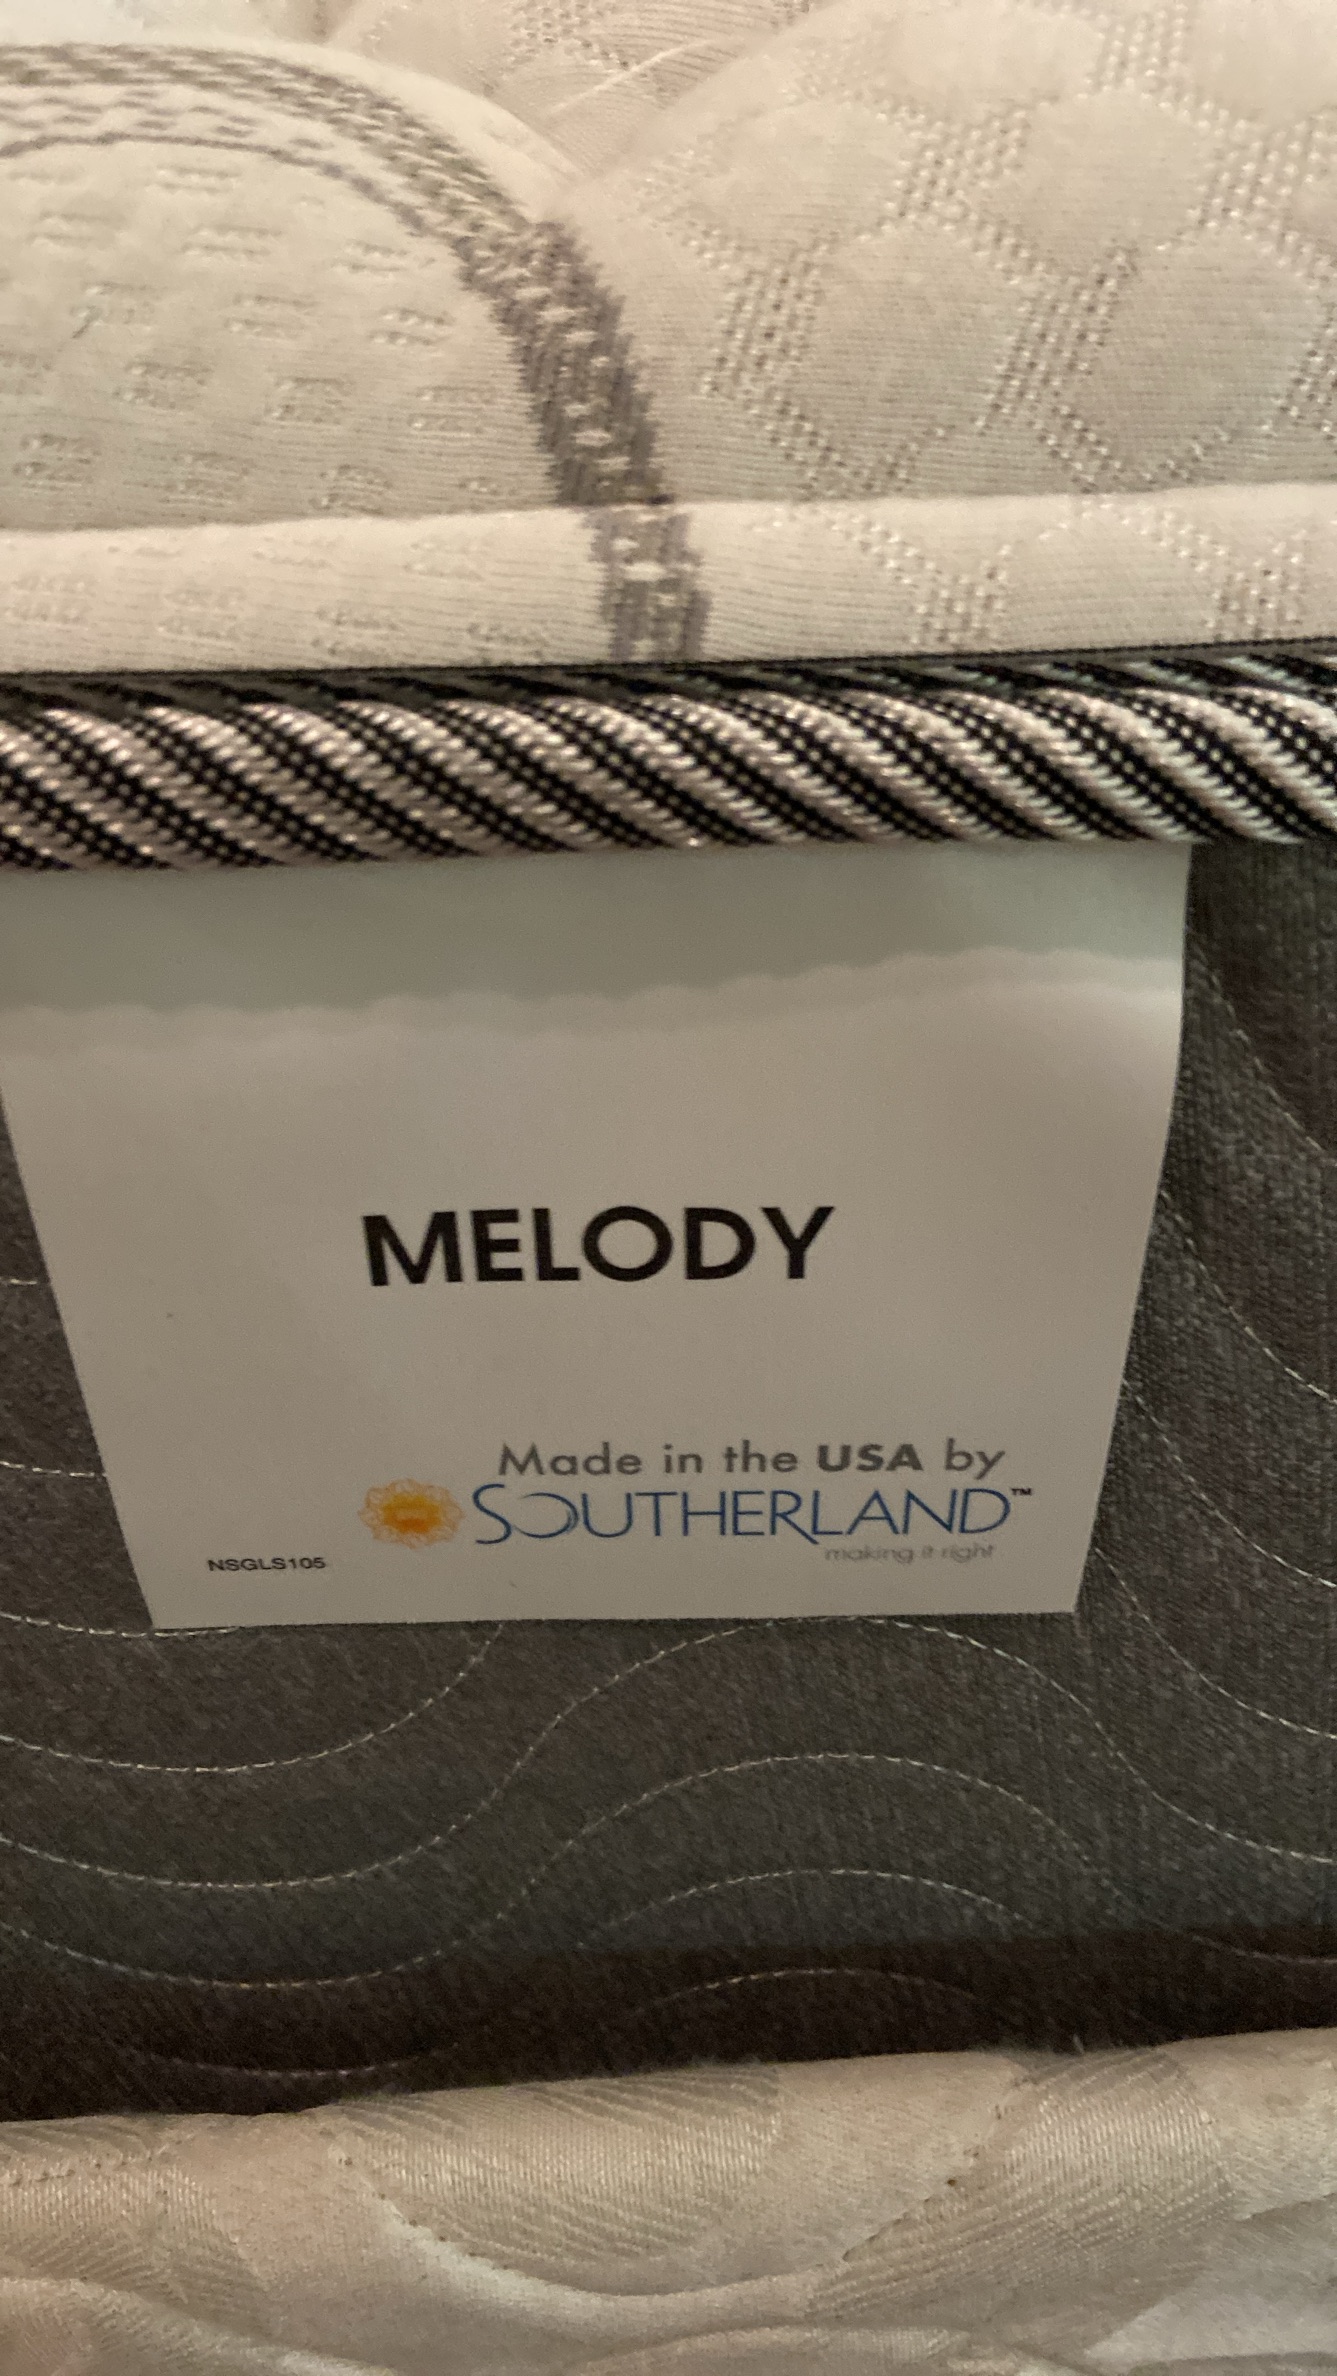 MELODY
Made in the USA by
SOUTHERLAND™
making it right
NSGLS105